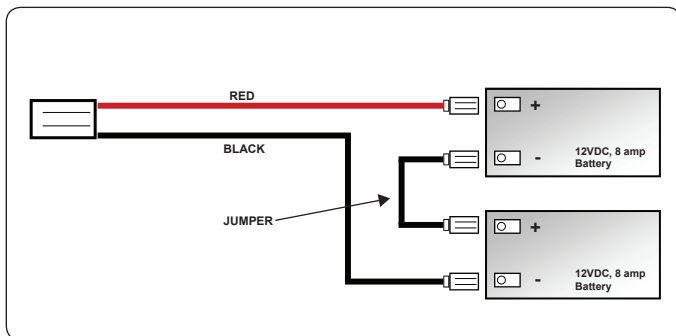 RED
+
BLACK
-
12VDC, 8 amp
Battery
JUMPER
+
-
12VDC, 8 amp
Battery